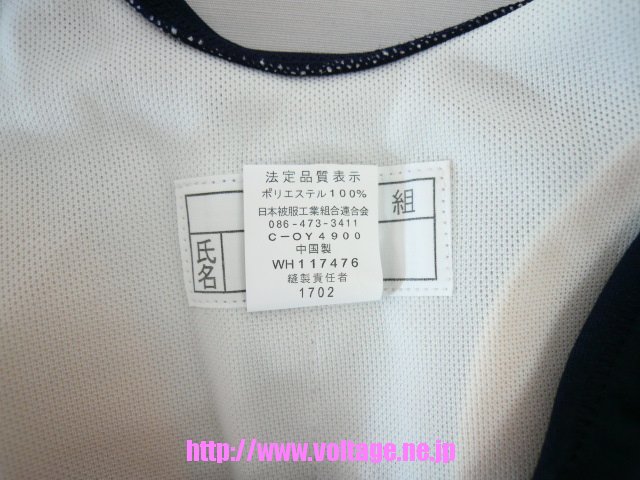 法定品質表示
ポリエステル100%
日本被服工業組合連合会
086-473-3411
C-OY4900
中国製
WH117476
縫製責任者
1702
組
氏名
http://www.voltage.ne.jp